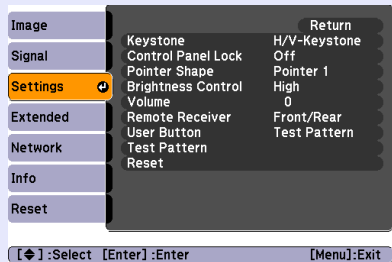 Image
Signal
Settings
Extended
Network
Info
Reset
Return
Keystone H/V-Keystone
Control Panel Lock Off
Pointer Shape Pointer 1
Brightness Control High
Volume 0
Remote Receiver Front/Rear
User Button Test Pattern
Test Pattern
Reset
[ ] :Select [Enter] :Enter [Menu]:Exit